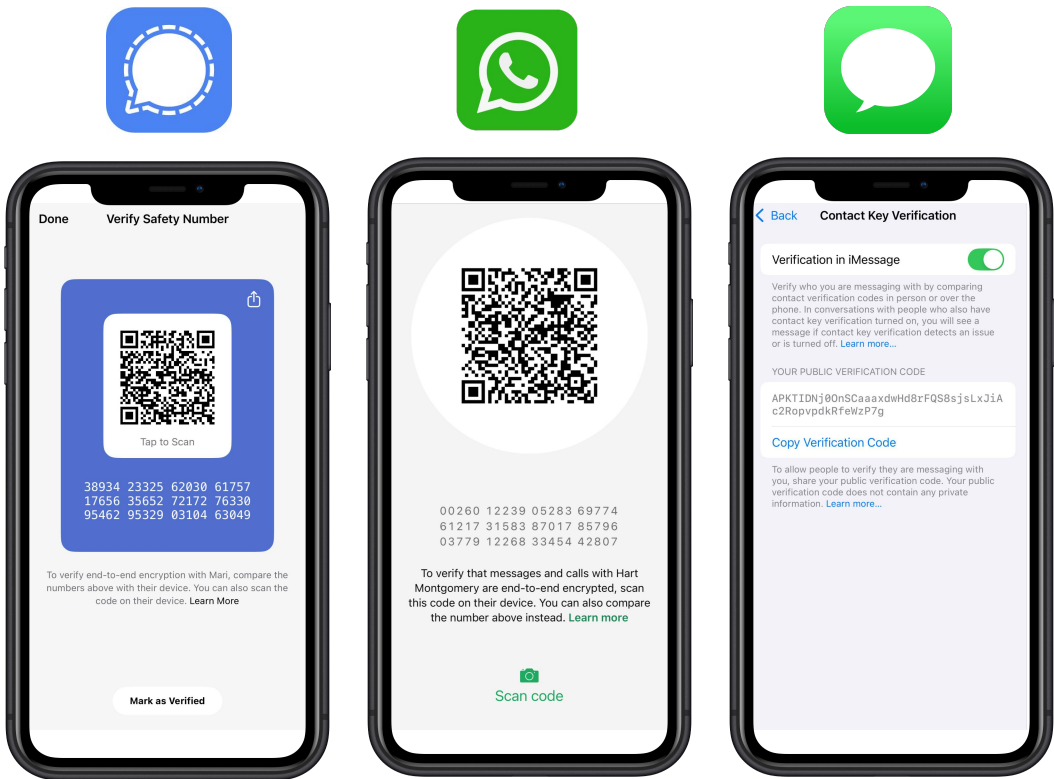 Done
Verify Safety Number
Tap to Scan
38934 23325 62030 61757
17656 35652 72172 76330
95462 95329 03104 63049
To verify end-to-end encryption with Mari, compare the
numbers above with their device. You can also scan the
code on their device. Learn More
Mark as Verified
00260 12239 05283 69774
61217 31583 87017 85796
03779 12268 33454 42807
To verify that messages and calls with Hart
Montgomery are end-to-end encrypted, scan
this code on their device. You can also compare
the number above instead. Learn more
Scan code
Back
Contact Key Verification
Verification in iMessage
Verify who you are messaging with by comparing
contact verification codes in person or over the
phone. In conversations with people who also have
contact key verification turned on, you will see a
message if contact key verification detects an issue
or is turned off. Learn more...
YOUR PUBLIC VERIFICATION CODE
APKTIDNj0OnSCaaaxdwHd8rFQS8sjsLxJiA
c2RopvpdkRfeWzP7g
Copy Verification Code
To allow people to verify they are messaging with
you, share your public verification code. Your public
verification code does not contain any private
information. Learn more...